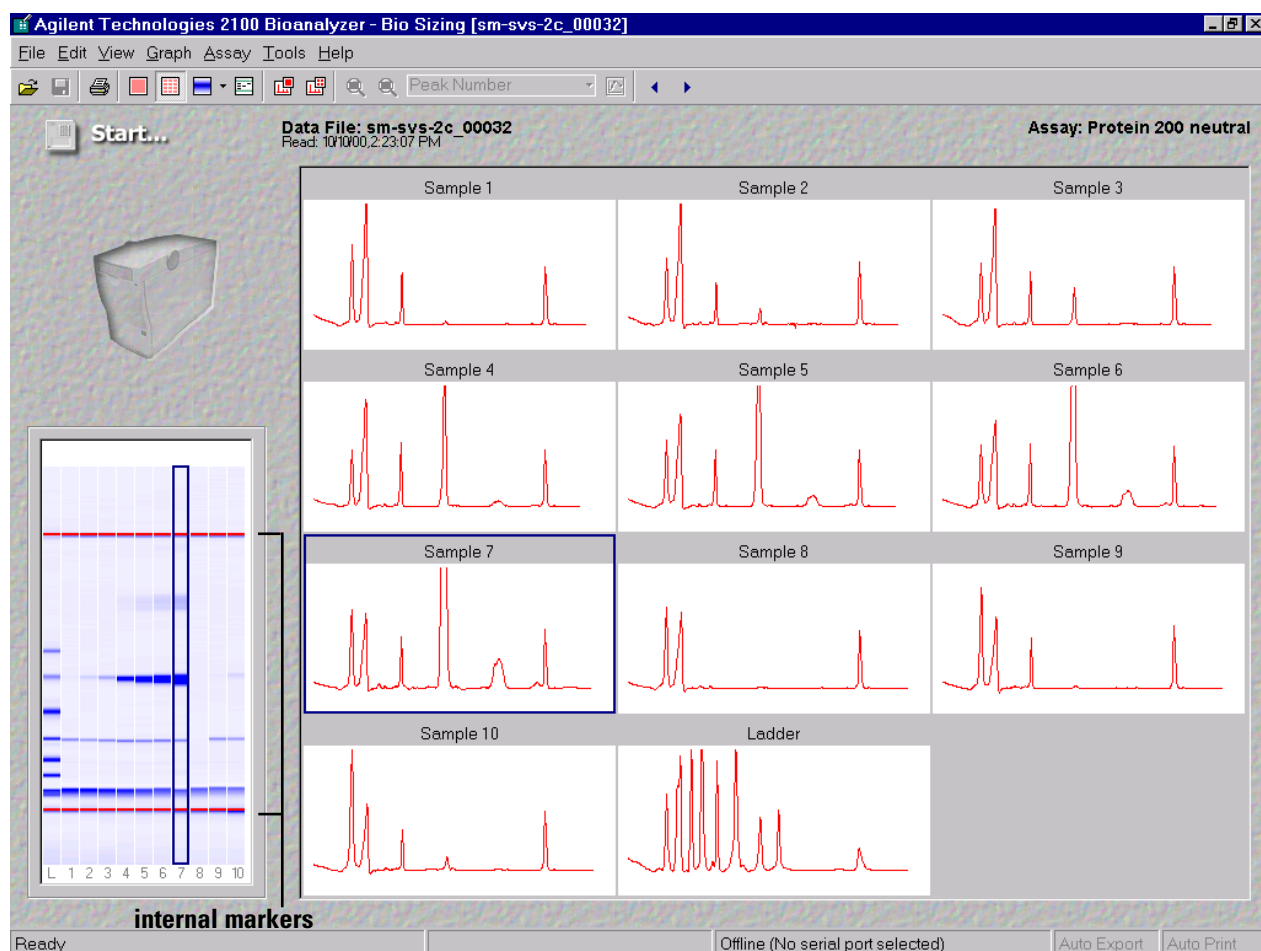 Agilent Technologies 2100 Bioanalyzer - Bio Sizing [sm-svs-2c_00032]
File Edit View Graph Assay Tools Help
Peak Number
Start...
Data File: sm-svs-2c_00032
Read: 10/10/00,2:23:07 PM
Assay: Protein 200 neutral
Sample 1
Sample 2
Sample 3
Sample 4
Sample 5
Sample 6
Sample 7
Sample 8
Sample 9
Sample 10
Ladder
L 1 2 3 4 5 6 7 8 9 10
internal markers
Ready
Offline (No serial port selected)
Auto Export
Auto Print